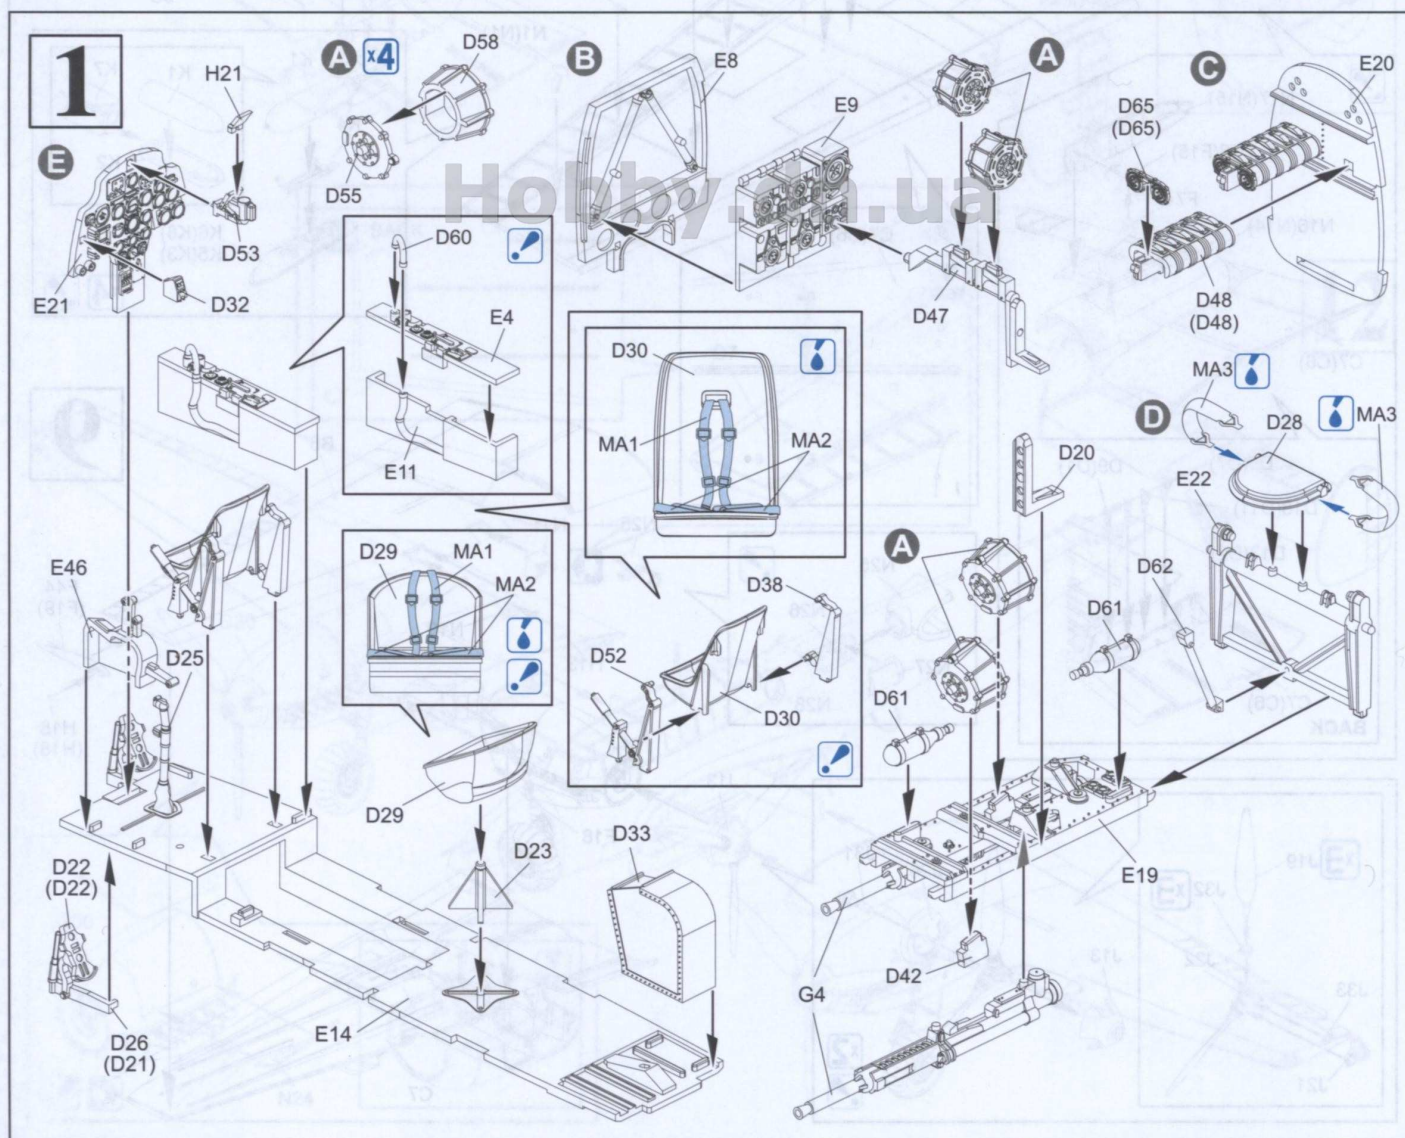 1
A
x4
D58
H21
D55
E
D53
D32
E21
B
E8
E9
A
D47
C
E20
D65
(D65)
D48
(D48)
D60
E4
E11
D30
MA1
MA2
D29
MA1
MA2
D52
D38
D30
MA3
MA3
D
D28
E22
D20
D62
D61
A
D61
E46
D25
D22
(D22)
D26
(D21)
D29
D23
D33
E14
E19
D42
G4
Hobby.dn.ua